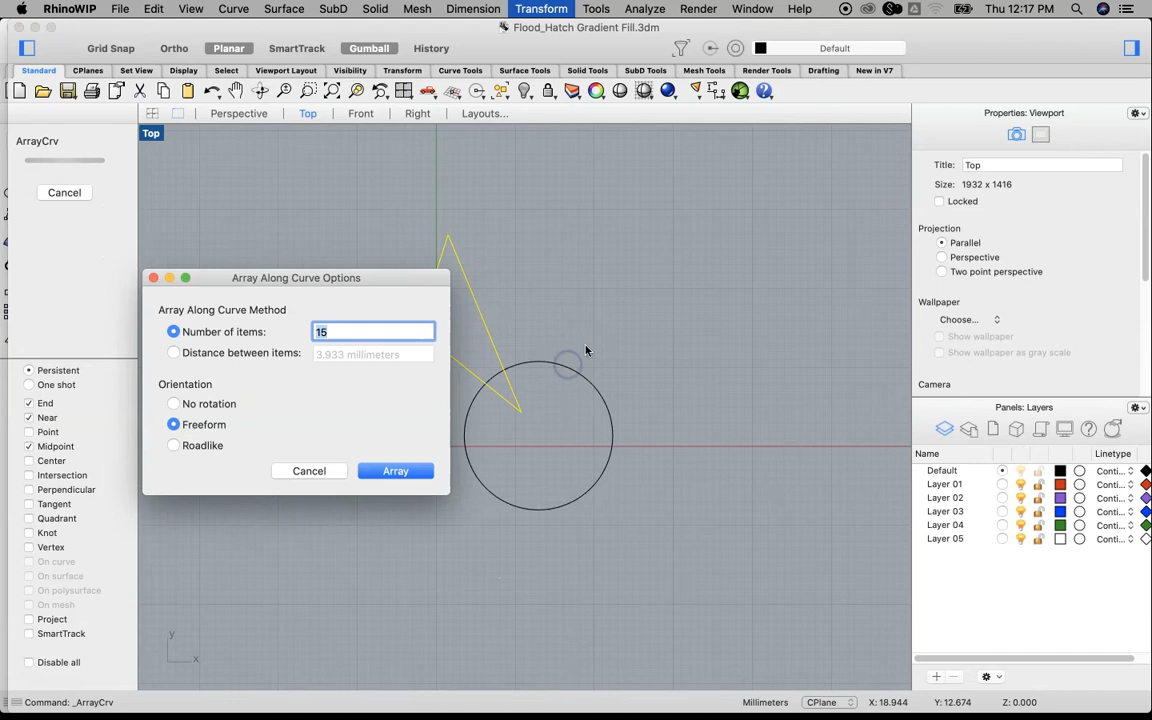 RhinoWIP File Edit View Curve Surface SubD Solid Mesh Dimension Transform Tools Analyze Render Window Help Thu 12:17 PM
Flood_Hatch Gradient Fill.3dm
Grid Snap Ortho Planar SmartTrack Gumball History Default
Standard CPlanes Set View Display Select Viewport Layout Visibility Transform Curve Tools Surface Tools Solid Tools SubD Tools Mesh Tools Render Tools Drafting New in V7
Perspective Top Front Right Layouts...
Properties: Viewport
Top
ArrayCrv
Cancel
Title: Top
Size: 1932 x 1416
Locked
Projection
Parallel
Perspective
Two point perspective
Wallpaper
Choose...
Show wallpaper
Show wallpaper as gray scale
Camera
Array Along Curve Options
Array Along Curve Method
Number of items: 15
Distance between items: 3.933 millimeters
Orientation
No rotation
Freeform
Roadlike
Cancel Array
Persistent
One shot
End
Near
Point
Midpoint
Center
Intersection
Perpendicular
Tangent
Quadrant
Knot
Vertex
On curve
On surface
On polysurface
On mesh
Project
SmartTrack
Disable all
Panels: Layers
Name Linetype
Default Conti...
Layer 01 Conti...
Layer 02 Conti...
Layer 03 Conti...
Layer 04 Conti...
Layer 05 Conti...
y
x
Command: _ArrayCrv Millimeters CPlane X: 18.944 Y: 12.674 Z: 0.000